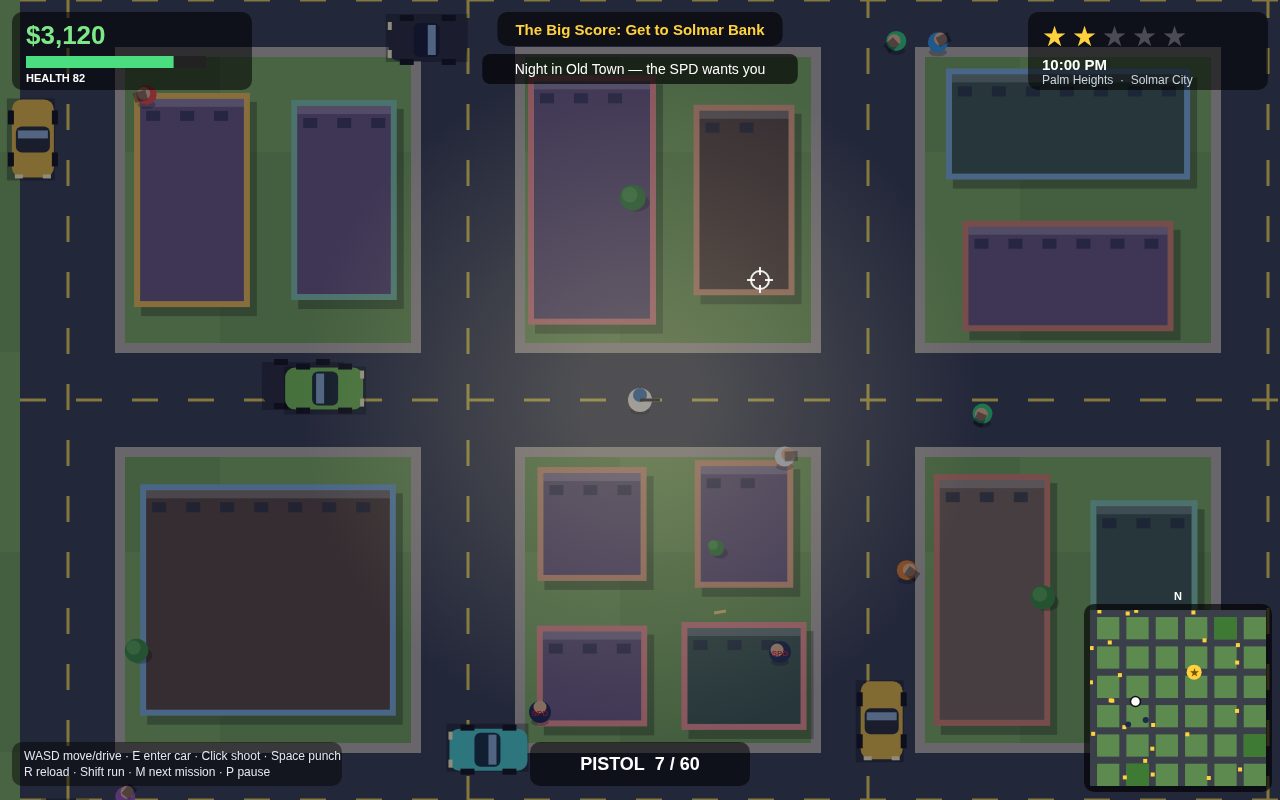 $3,120
HEALTH 82
The Big Score: Get to Solmar Bank
Night in Old Town — the SPD wants you
10:00 PM
Palm Heights · Solmar City
N
WASD move/drive · E enter car · Click shoot · Space punch
R reload · Shift run · M next mission · P pause
PISTOL 7 / 60